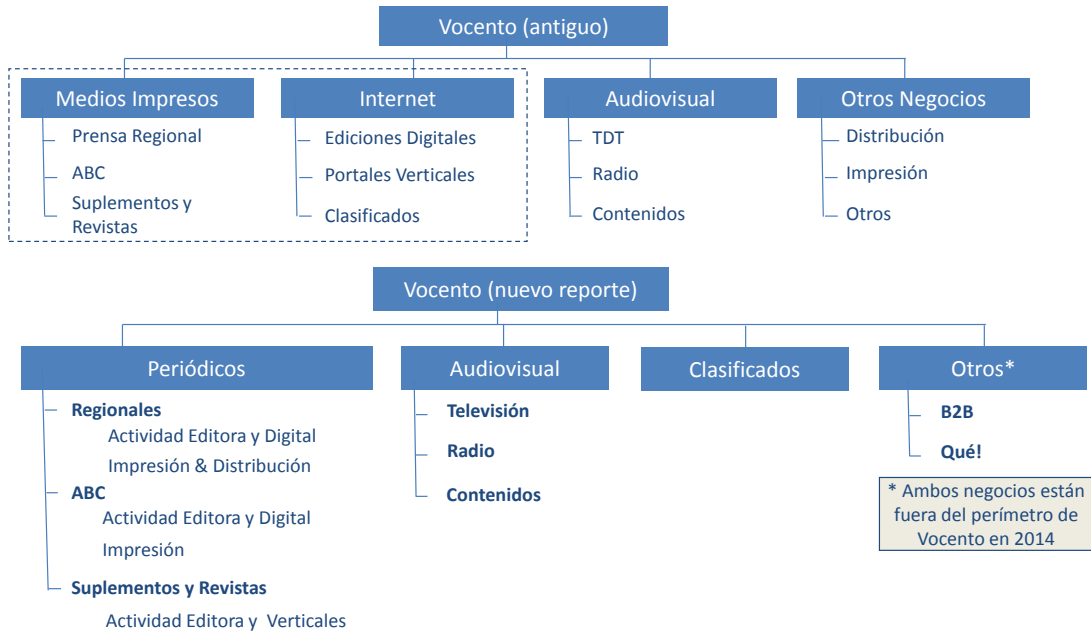 Vocento (antiguo)
Medios Impresos
Prensa Regional
ABC
Suplementos y
Revistas
Internet
Ediciones Digitales
Portales Verticales
Clasificados
Audiovisual
TDT
Radio
Contenidos
Otros Negocios
Distribución
Impresión
Otros
Vocento (nuevo reporte)
Periódicos
Regionales
Actividad Editora y Digital
Impresión & Distribución
ABC
Actividad Editora y Digital
Impresión
Suplementos y Revistas
Actividad Editora y Verticales
Audiovisual
Televisión
Radio
Contenidos
Clasificados
Otros*
B2B
Qué!
* Ambos negocios están
fuera del perímetro de
Vocento en 2014